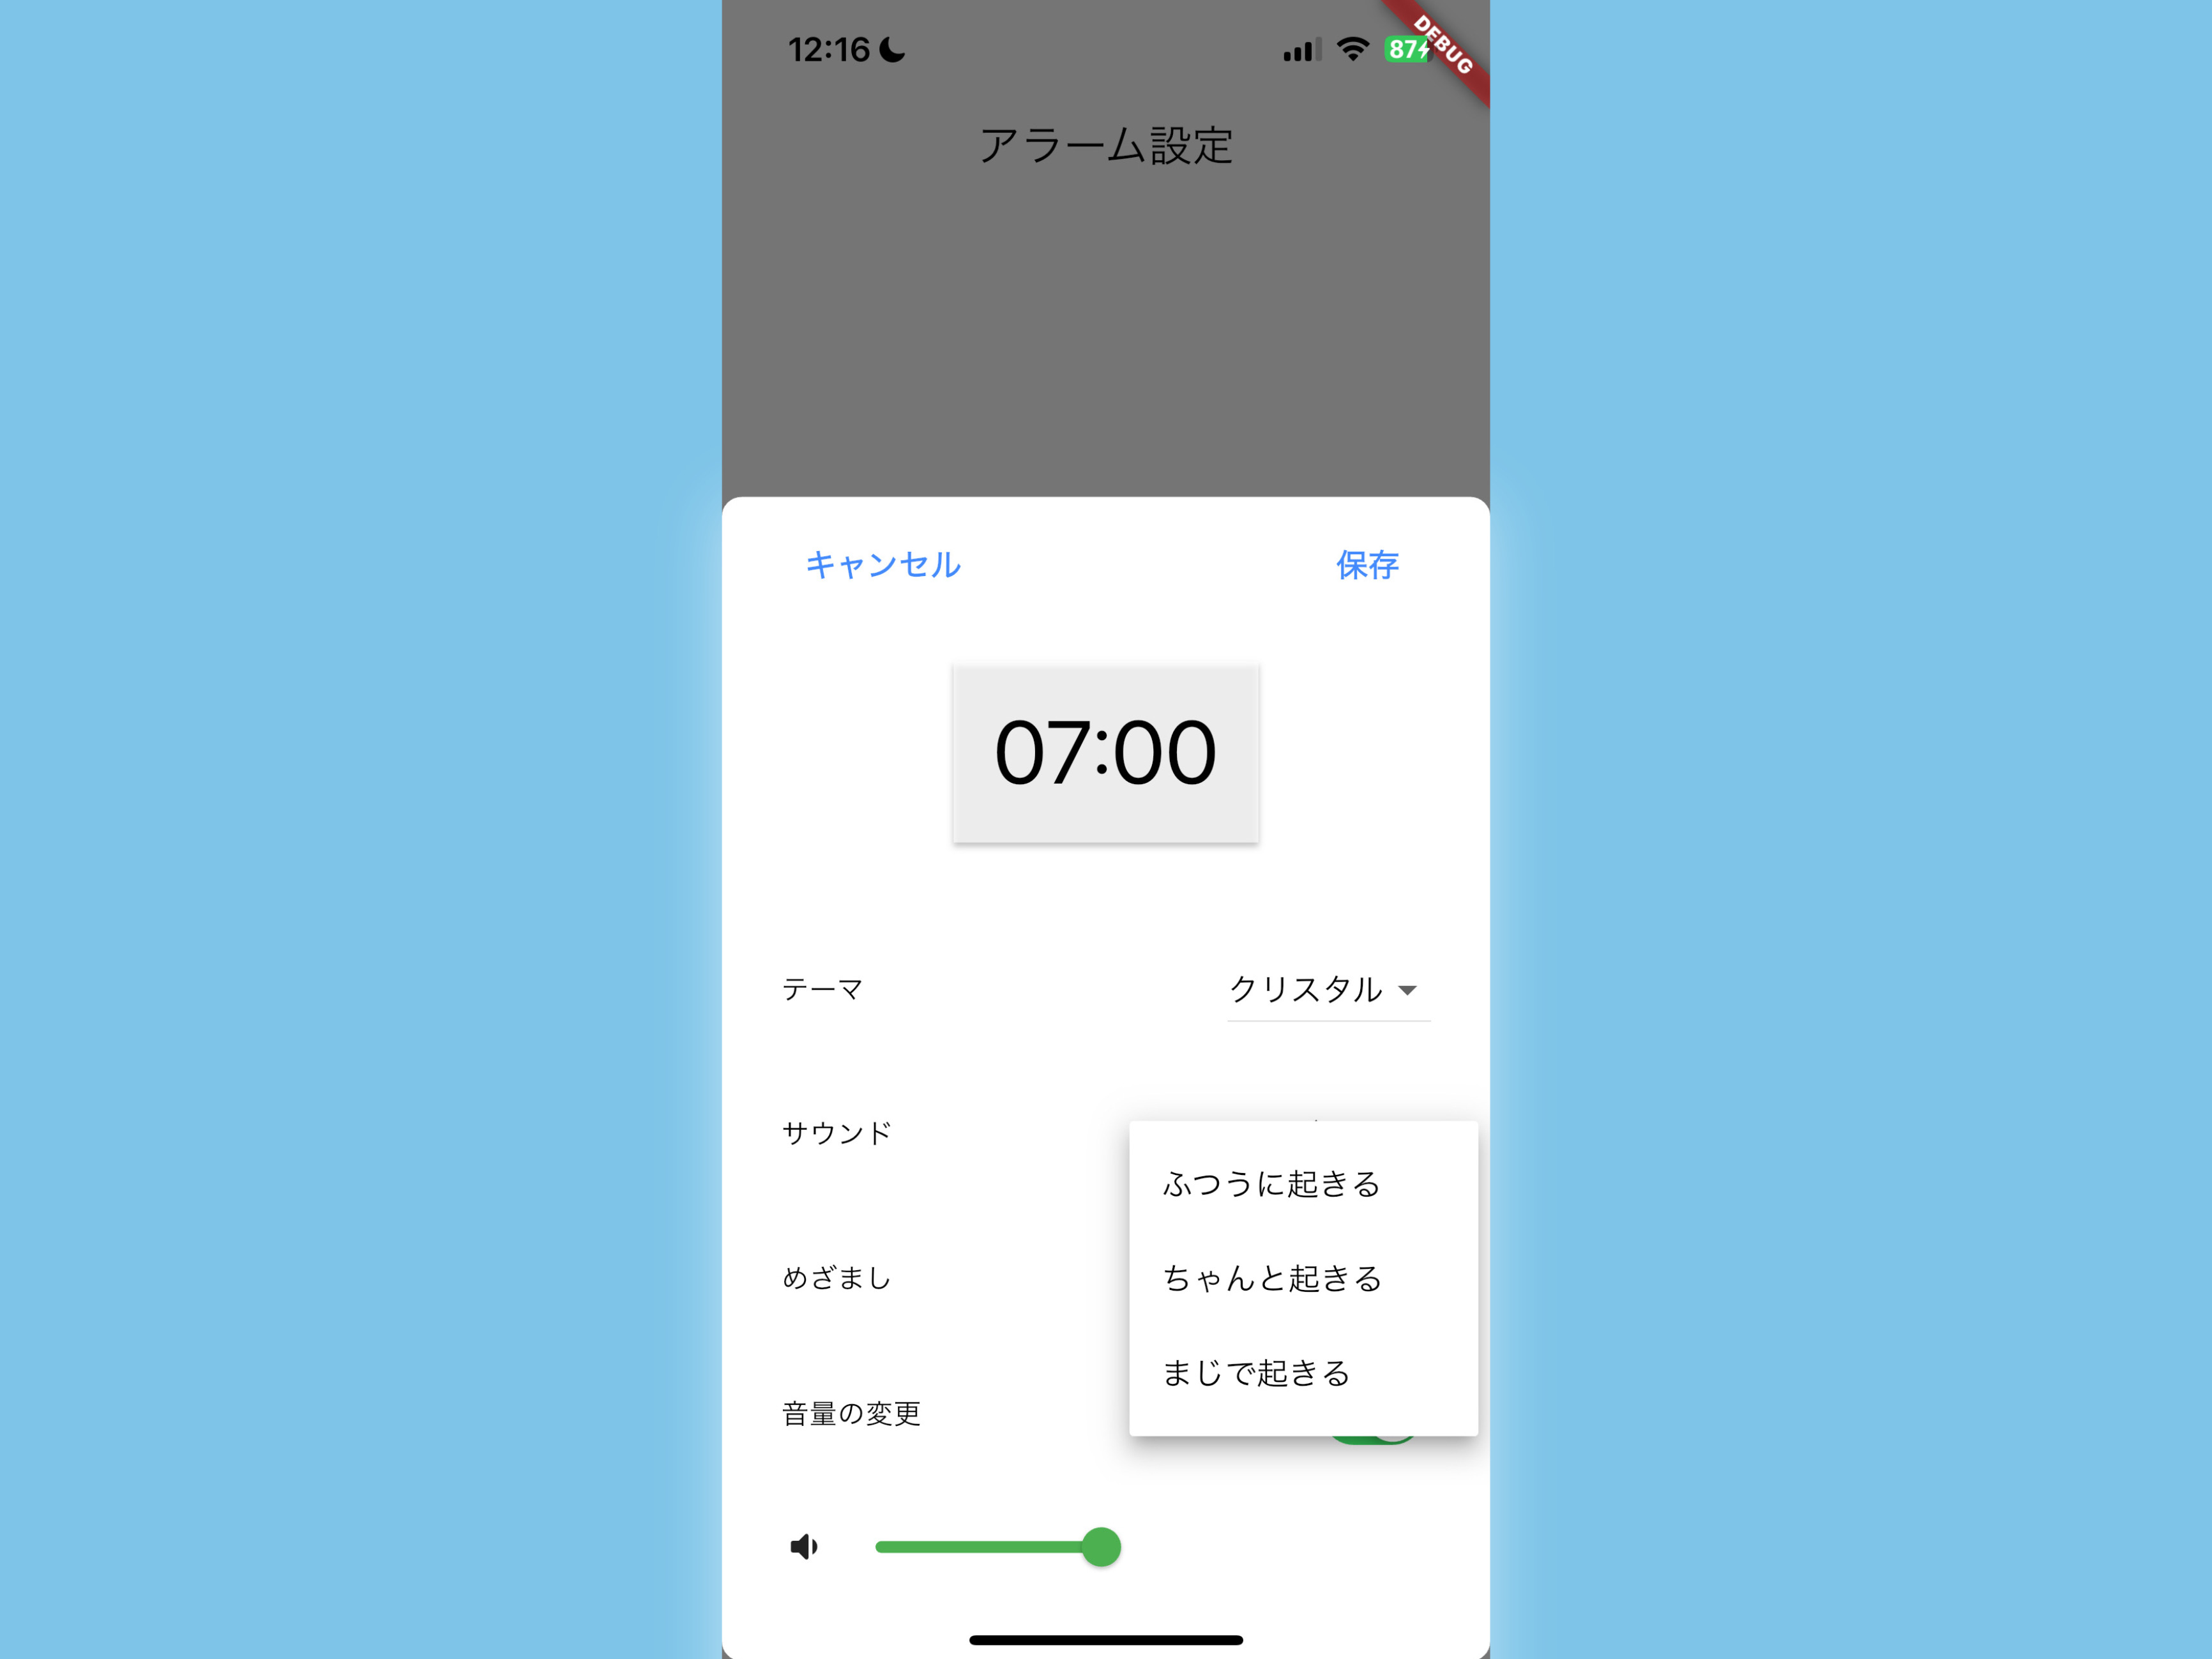 12:16
87
DEBUG
アラーム設定
キャンセル
保存
07:00
テーマ
クリスタル
サウンド
ふつうに起きる
めざまし
ちゃんと起きる
まじで起きる
音量の変更